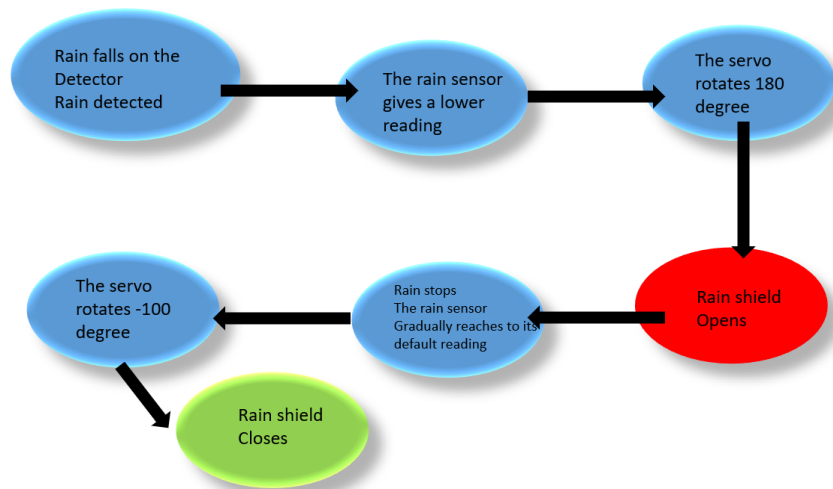 Rain falls on the
Detector
Rain detected
The rain sensor
gives a lower
reading
The servo
rotates 180
degree
Rain shield
Opens
Rain stops
The rain sensor
Gradually reaches to its
default reading
The servo
rotates -100
degree
Rain shield
Closes